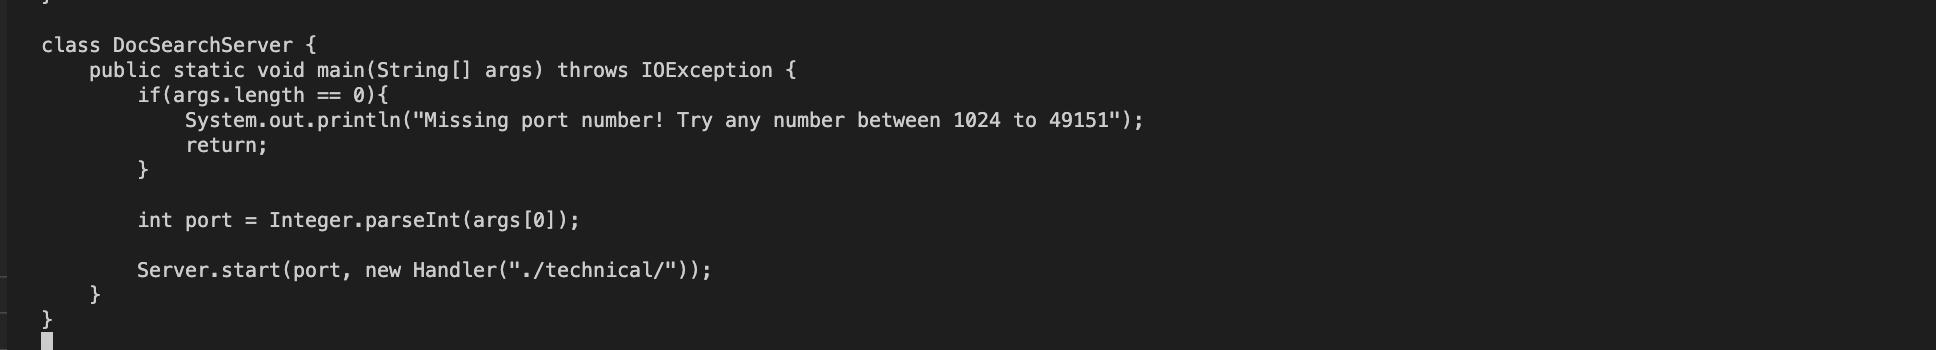 }
class DocSearchServer {
    public static void main(String[] args) throws IOException {
        if(args.length == 0){
            System.out.println("Missing port number! Try any number between 1024 to 49151");
            return;
        }
        int port = Integer.parseInt(args[0]);
        Server.start(port, new Handler("./technical/"));
    }
}